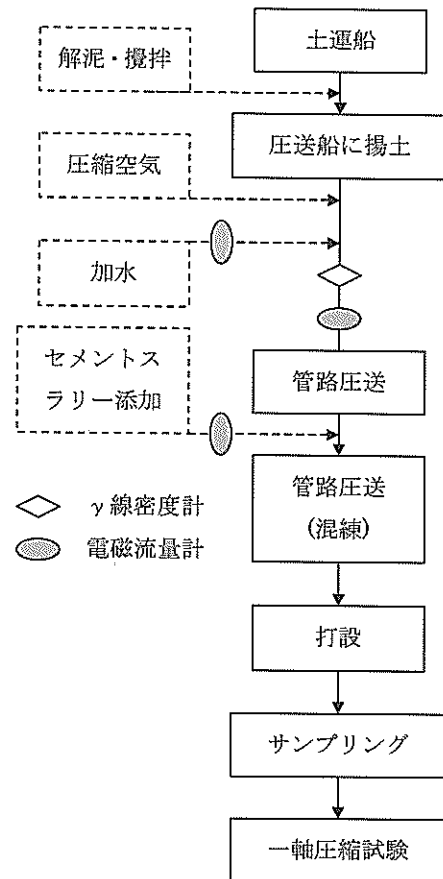 土運船
解泥・攪拌
圧送船に揚土
圧縮空気
加水
セメントス
ラリー添加
管路圧送
管路圧送
(混練)
γ線密度計
電磁流量計
打設
サンプリング
一軸圧縮試験